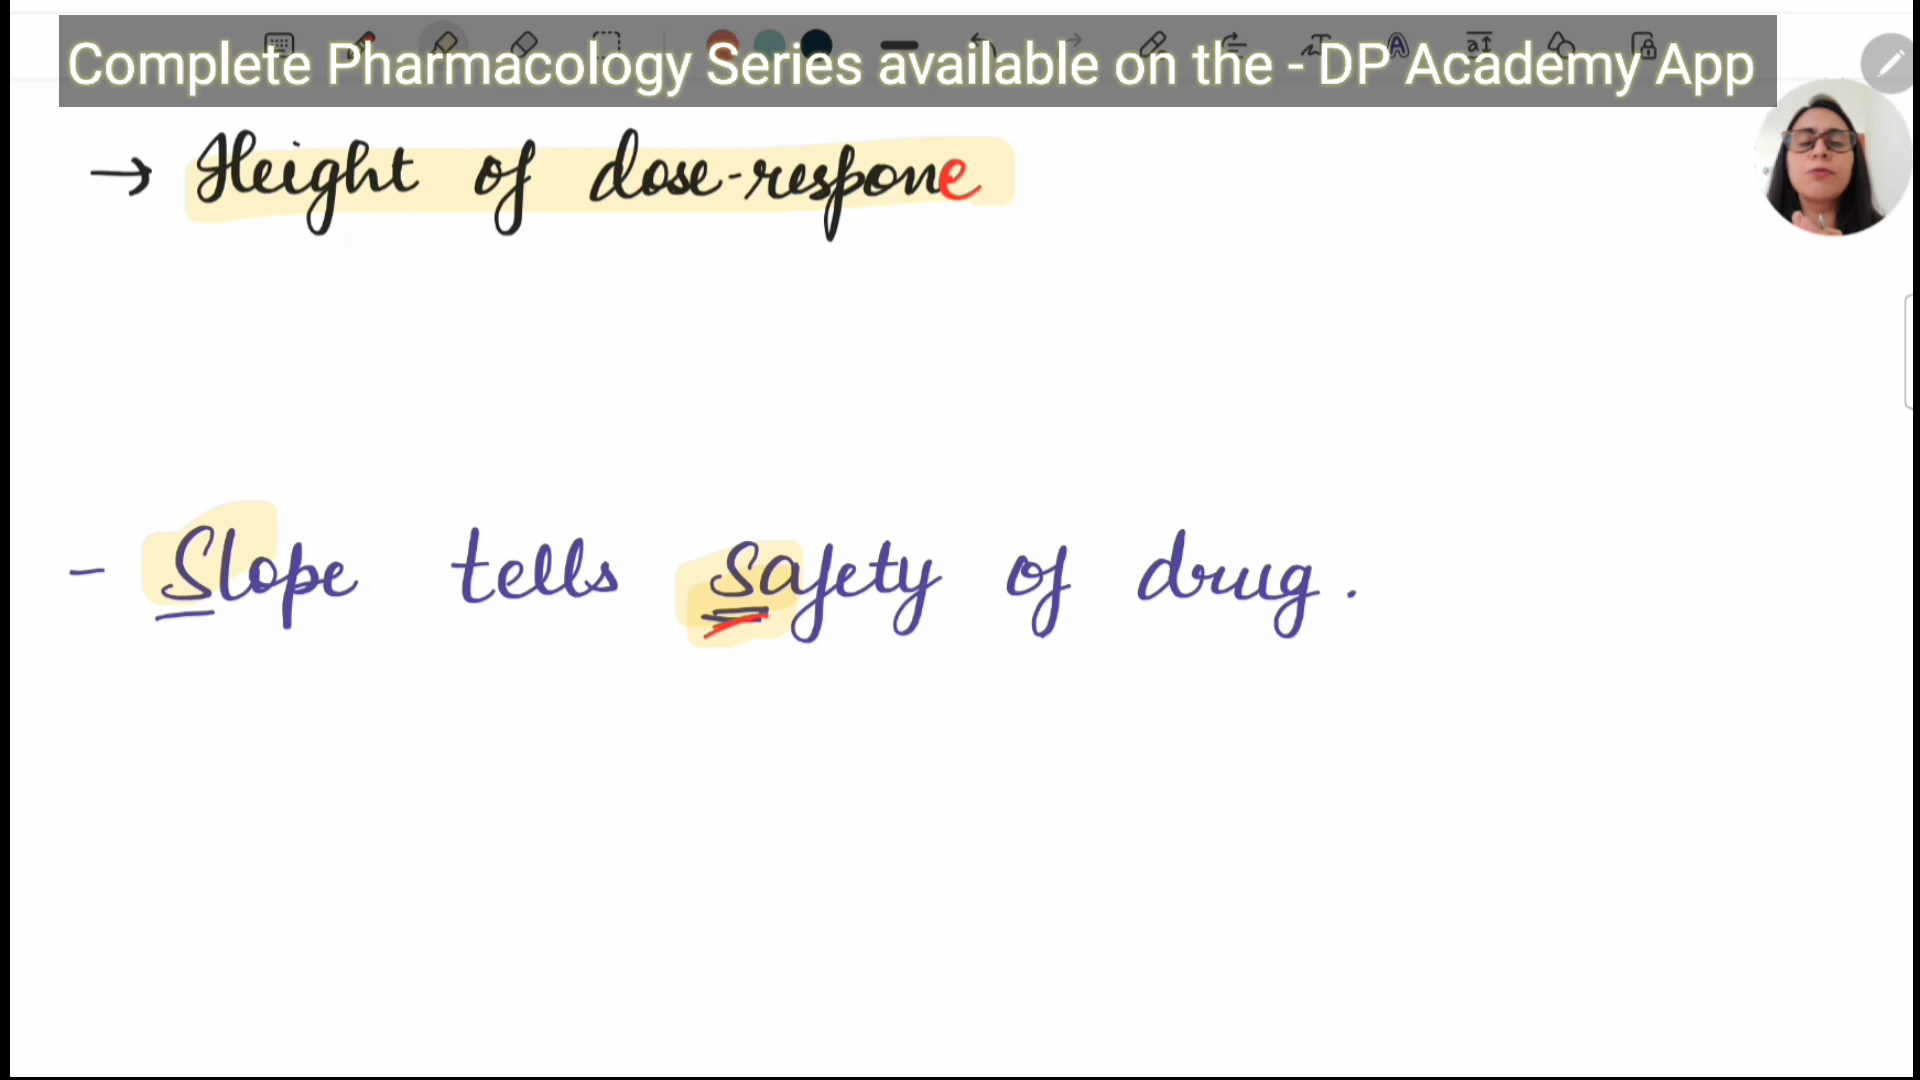 Complete Pharmacology Series available on the - DP Academy App
→ Height of dose-respone
- Slope tells safety of drug.